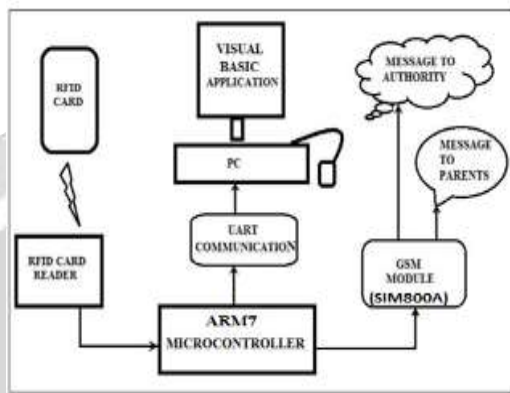 RFID
CARD
VISUAL
BASIC
APPLICATION
MESSAGE TO
AUTHORITY
PC
MESSAGE
TO
PARENTS
RFID CARD
READER
UART
COMMUNICATION
GSM
MODULE
(SIM800A)
ARM7
MICROCONTROLLER